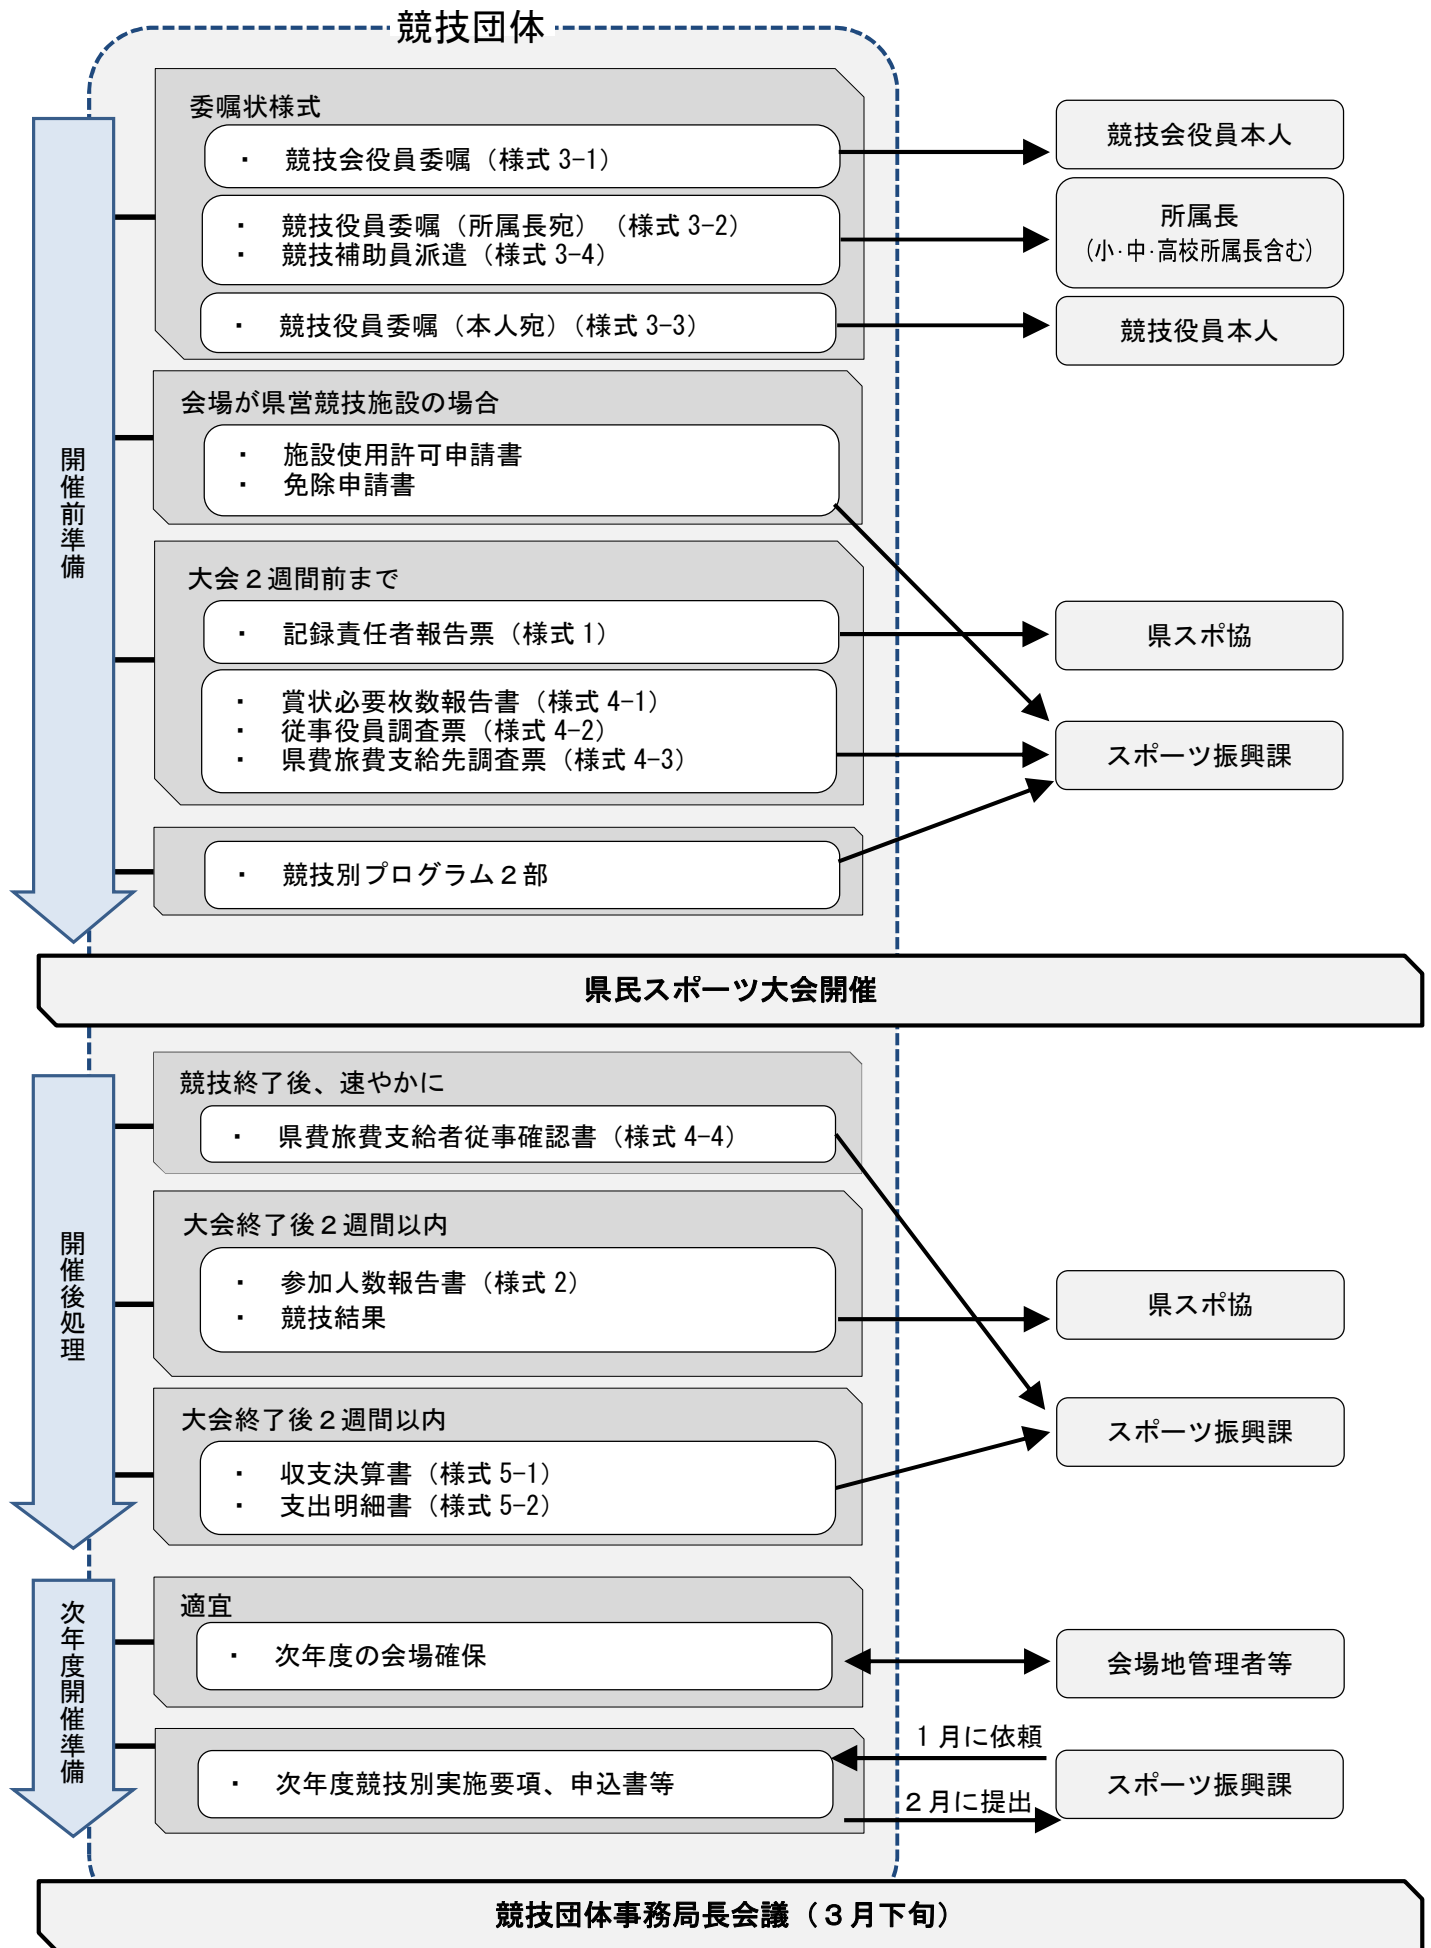 競技団体
委嘱状様式
・ 競技会役員委嘱（様式 3-1）
競技会役員本人
・ 競技役員委嘱（所属長宛）（様式 3-2）
・ 競技補助員派遣（様式 3-4）
所属長
（小・中・高校所属長含む）
・ 競技役員委嘱（本人宛）（様式 3-3）
競技役員本人
開催前準備
会場が県営競技施設の場合
・ 施設使用許可申請書
・ 免除申請書
大会２週間前まで
・ 記録責任者報告票（様式 1）
県スポ協
・ 賞状必要枚数報告書（様式 4-1）
・ 従事役員調査票（様式 4-2）
・ 県費旅費支給先調査票（様式 4-3）
スポーツ振興課
・ 競技別プログラム２部
県民スポーツ大会開催
開催後処理
競技終了後、速やかに
・ 県費旅費支給者従事確認書（様式 4-4）
大会終了後２週間以内
・ 参加人数報告書（様式 2）
・ 競技結果
県スポ協
大会終了後２週間以内
・ 収支決算書（様式 5-1）
・ 支出明細書（様式 5-2）
スポーツ振興課
次年度開催準備
適宜
・ 次年度の会場確保
会場地管理者等
1 月に依頼
・ 次年度競技別実施要項、申込書等
スポーツ振興課
２月に提出
競技団体事務局長会議（３月下旬）